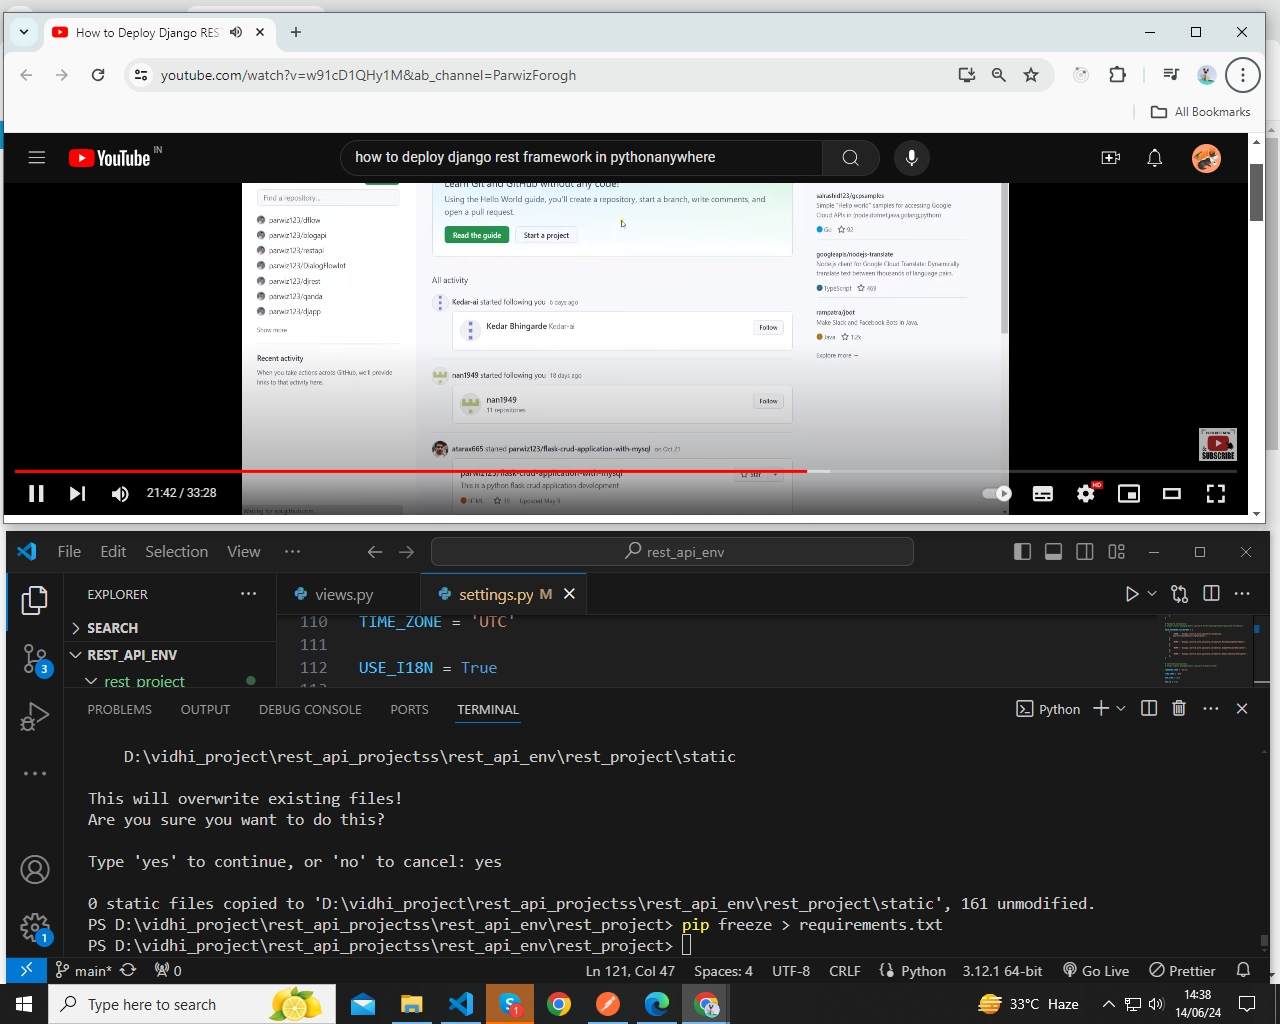 How to Deploy Django RES
youtube.com/watch?v=w91cD1QHy1M&ab_channel=ParwizForogh
All Bookmarks
YouTube IN
how to deploy django rest framework in pythonanywhere
Find a repository...
parwiz123/dflow
parwiz123/blogapi
parwiz123/restapi
parwiz123/DialogFlowInt
parwiz123/djrest
parwiz123/qanda
parwiz123/djapp
Show more
Recent activity
When you take actions across GitHub, we'll provide
links to that activity here.
Learn Git and GitHub without any code!
Using the Hello World guide, you'll create a repository, start a branch, write comments, and
open a pull request.
Read the guide
Start a project
All activity
Kedar-ai started following you 6 days ago
Kedar Bhingarde Kedar-ai
Follow
nan1949 started following you 18 days ago
nan1949
11 repositories
Follow
atarax665 starred parwiz123/flask-crud-application-with-mysql on Oct 21
parwiz123/flask-crud-application-with-mysql
Star
This is a python flask crud application development
HTML
Updated May 9
salrashid123/gcpsamples
Simple "Hello world" samples for accessing Google
Cloud APIs in (node,dotnet,java,golang,python)
Go 92
googleapis/nodejs-translate
Node.js client for Google Cloud Translate: Dynamically
translate text between thousands of language pairs.
TypeScript 469
rampatra/jbot
Make Slack and Facebook Bots in Java.
Java 1.2k
Explore more →
SUBSCRIBE
21:42 / 33:28
HD
File Edit Selection View ···
rest_api_env
EXPLORER
views.py
settings.py M
SEARCH
REST_API_ENV
rest_project
110 TIME_ZONE = 'UTC'
111
112 USE_I18N = True
PROBLEMS OUTPUT DEBUG CONSOLE PORTS TERMINAL
Python
D:\vidhi_project\rest_api_projectss\rest_api_env\rest_project\static
This will overwrite existing files!
Are you sure you want to do this?
Type 'yes' to continue, or 'no' to cancel: yes
0 static files copied to 'D:\vidhi_project\rest_api_projectss\rest_api_env\rest_project\static', 161 unmodified.
PS D:\vidhi_project\rest_api_projectss\rest_api_env\rest_project> pip freeze > requirements.txt
PS D:\vidhi_project\rest_api_projectss\rest_api_env\rest_project>
3
1
main* 0
Ln 121, Col 47 Spaces: 4 UTF-8 CRLF Python 3.12.1 64-bit Go Live Prettier
Type here to search
1
33°C Haze
14:38
14/06/24